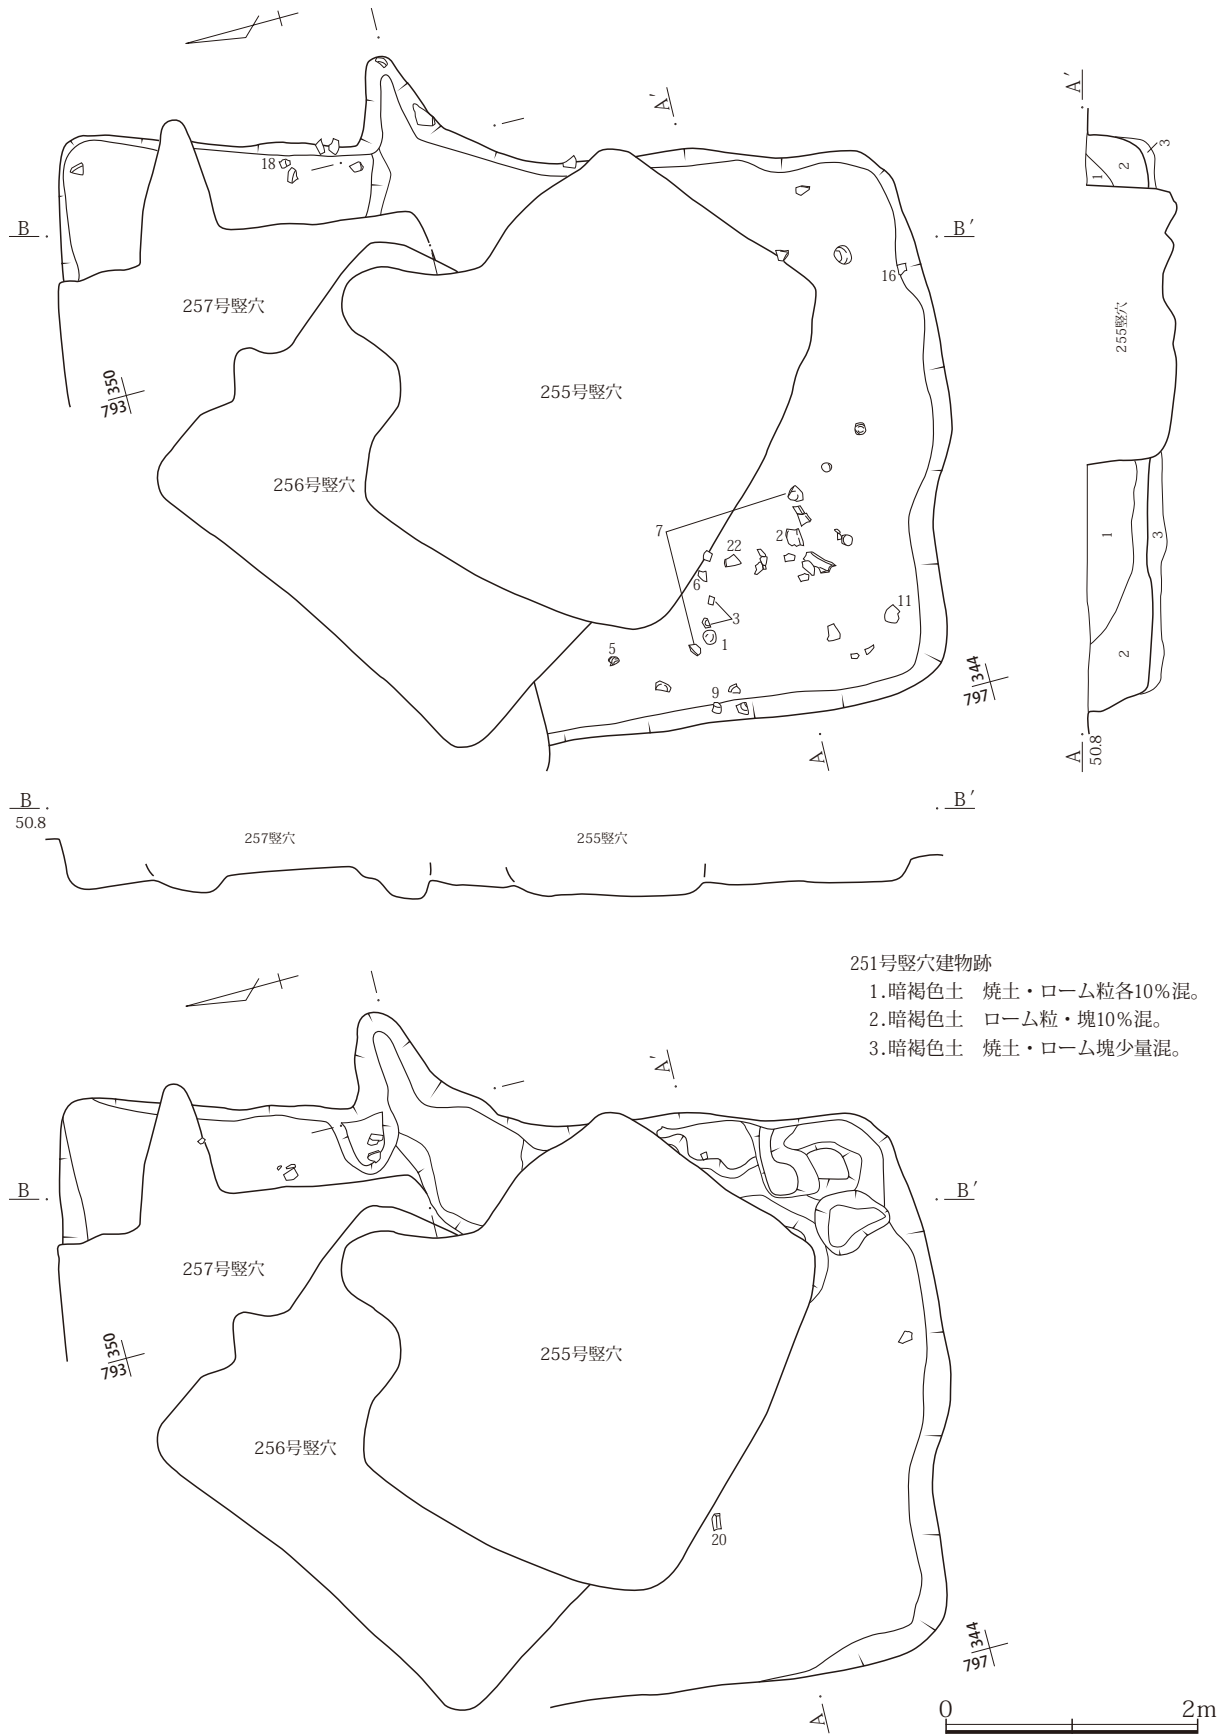 A′
A′
18
3
2
1
B
B′
B′
16
257号竪穴
350
793
255竪穴
255号竪穴
256号竪穴
7
2
22
1
3
6
11
3
1
5
2
344
797
9
A
A
50.8
B
50.8
B′
257竪穴
255竪穴
251号竪穴建物跡
1.暗褐色土　焼土・ローム粒各10%混。
2.暗褐色土　ローム粒・塊10%混。
3.暗褐色土　焼土・ローム塊少量混。
A′
B
B′
257号竪穴
350
793
255号竪穴
256号竪穴
20
344
797
A
0
2m